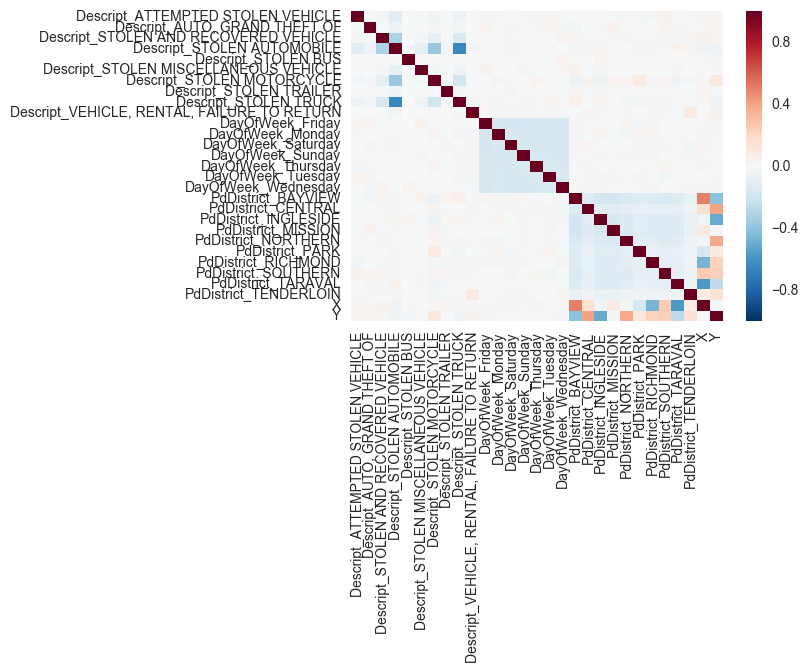 Descript_ATTEMPTED STOLEN VEHICLE
Descript_AUTO, GRAND THEFT OF
Descript_STOLEN AND RECOVERED VEHICLE
Descript_STOLEN AUTOMOBILE
Descript_STOLEN BUS
Descript_STOLEN MISCELLANEOUS VEHICLE
Descript_STOLEN MOTORCYCLE
Descript_STOLEN TRAILER
Descript_STOLEN TRUCK
Descript_VEHICLE, RENTAL, FAILURE TO RETURN
DayOfWeek_Friday
DayOfWeek_Monday
DayOfWeek_Saturday
DayOfWeek_Sunday
DayOfWeek_Thursday
DayOfWeek_Tuesday
DayOfWeek_Wednesday
PdDistrict_BAYVIEW
PdDistrict_CENTRAL
PdDistrict_INGLESIDE
PdDistrict_MISSION
PdDistrict_NORTHERN
PdDistrict_PARK
PdDistrict_RICHMOND
PdDistrict_SOUTHERN
PdDistrict_TARAVAL
PdDistrict_TENDERLOIN
X
Y
Descript_ATTEMPTED STOLEN VEHICLE
Descript_AUTO, GRAND THEFT OF
Descript_STOLEN AND RECOVERED VEHICLE
Descript_STOLEN AUTOMOBILE
Descript_STOLEN BUS
Descript_STOLEN MISCELLANEOUS VEHICLE
Descript_STOLEN MOTORCYCLE
Descript_STOLEN TRAILER
Descript_STOLEN TRUCK
Descript_VEHICLE, RENTAL, FAILURE TO RETURN
DayOfWeek_Friday
DayOfWeek_Monday
DayOfWeek_Saturday
DayOfWeek_Sunday
DayOfWeek_Thursday
DayOfWeek_Tuesday
DayOfWeek_Wednesday
PdDistrict_BAYVIEW
PdDistrict_CENTRAL
PdDistrict_INGLESIDE
PdDistrict_MISSION
PdDistrict_NORTHERN
PdDistrict_PARK
PdDistrict_RICHMOND
PdDistrict_SOUTHERN
PdDistrict_TARAVAL
PdDistrict_TENDERLOIN
X
Y
0.8
0.4
0.0
−0.4
−0.8